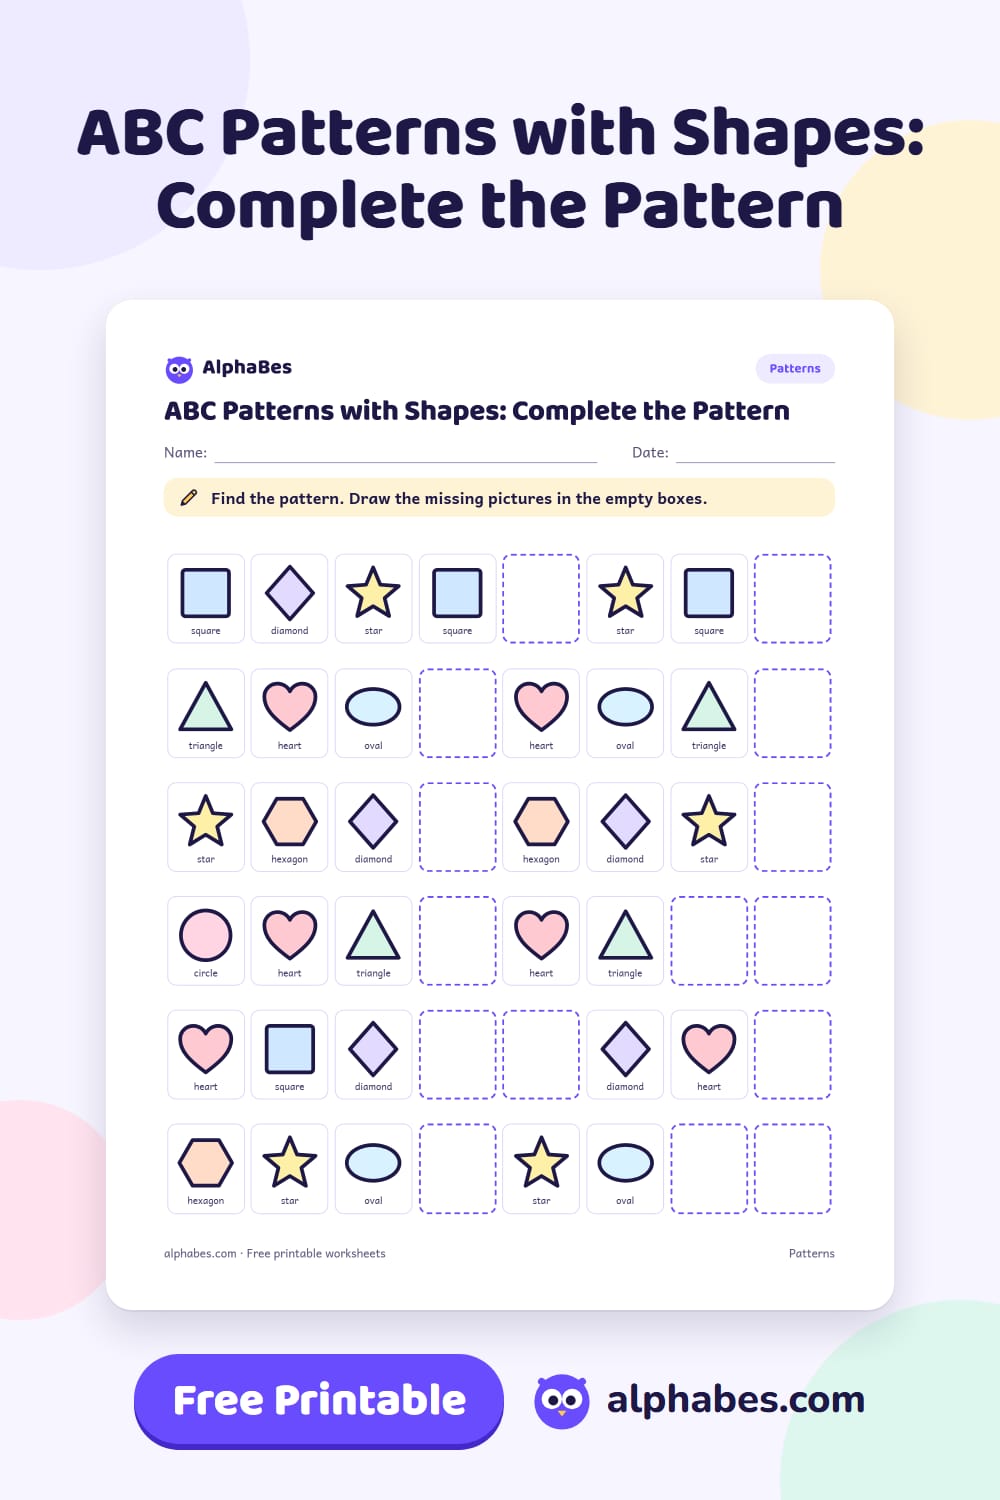 ABC Patterns with Shapes:
Complete the Pattern
AlphaBes
Patterns
ABC Patterns with Shapes: Complete the Pattern
Name: Date:
Find the pattern. Draw the missing pictures in the empty boxes.
square diamond star square star square
triangle heart oval heart oval triangle
star hexagon diamond hexagon diamond star
circle heart triangle heart triangle
heart square diamond diamond heart
hexagon star oval star oval
alphabes.com · Free printable worksheets Patterns
Free Printable alphabes.com